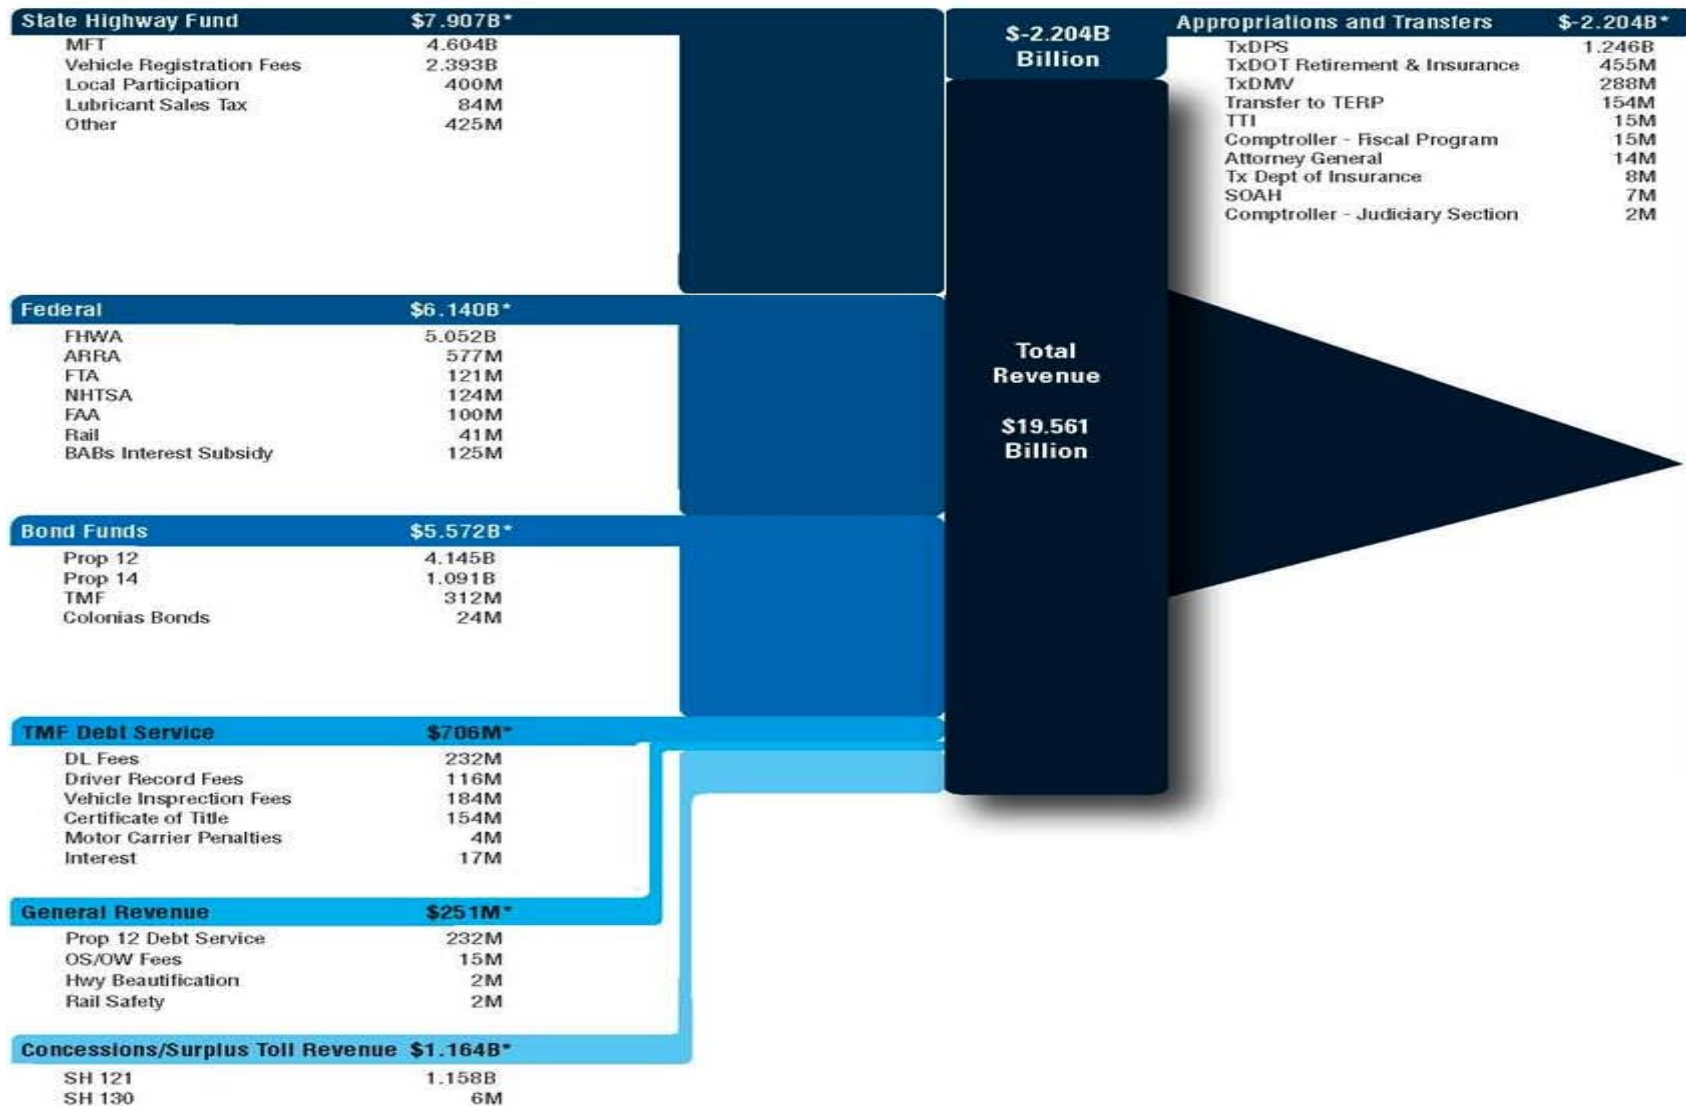 State Highway Fund $7.907B*
MFT 4.604B
Vehicle Registration Fees 2.393B
Local Participation 400M
Lubricant Sales Tax 84M
Other 425M
Federal $6.140B*
FHWA 5.052B
ARRA 577M
FTA 121M
NHTSA 124M
FAA 100M
Rail 41M
BABs Interest Subsidy 125M
Bond Funds $5.572B*
Prop 12 4.145B
Prop 14 1.091B
TMF 312M
Colonias Bonds 24M
TMF Debt Service $706M*
DL Fees 232M
Driver Record Fees 116M
Vehicle Insprection Fees 184M
Certificate of Title 154M
Motor Carrier Penalties 4M
Interest 17M
General Revenue $251M*
Prop 12 Debt Service 232M
OS/OW Fees 15M
Hwy Beautification 2M
Rail Safety 2M
Concessions/Surplus Toll Revenue $1.164B*
SH 121 1.158B
SH 130 6M
$-2.204B
Billion
Total
Revenue
$19.561
Billion
Appropriations and Transfers $-2.204B*
TxDPS 1.246B
TxDOT Retirement & Insurance 455M
TxDMV 288M
Transfer to TERP 154M
TTI 15M
Comptroller - Fiscal Program 15M
Attorney General 14M
Tx Dept of Insurance 8M
SOAH 7M
Comptroller - Judiciary Section 2M